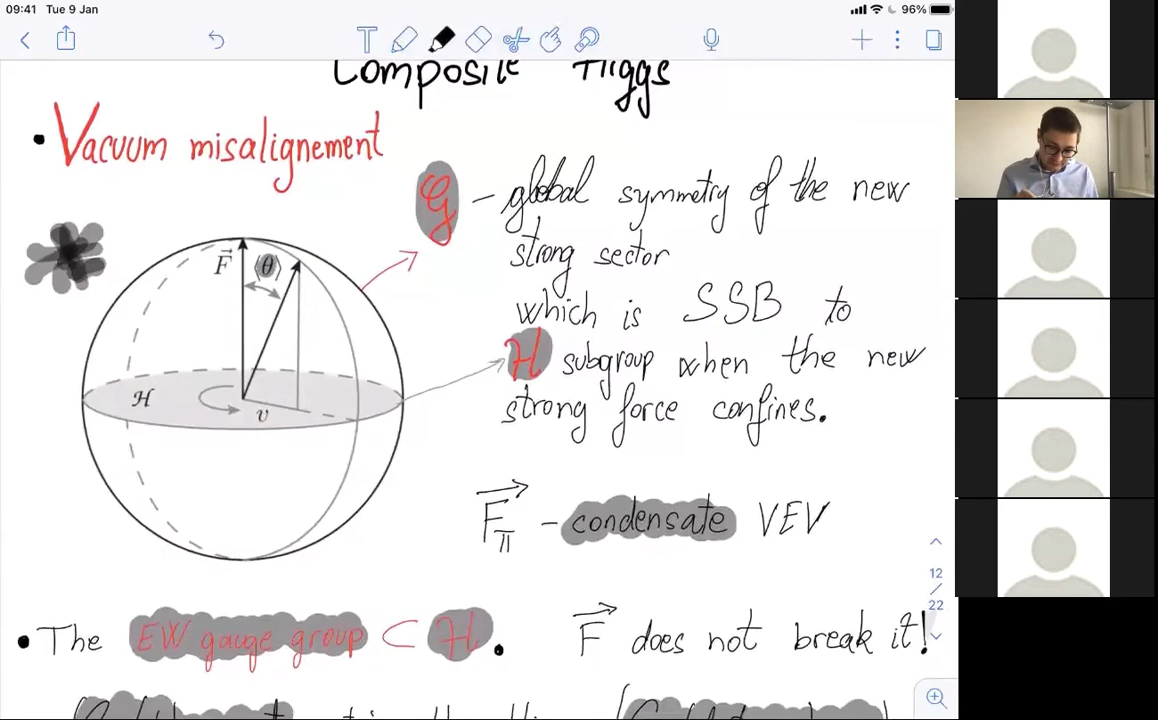 09:41 Tue 9 Jan
96%
Composite Higgs
• Vacuum misalignement
G - global symmetry of the new
strong sector
which is SSB to
H subgroup when the new
strong force confines.
F
⟨θ⟩
H
v
F_π - condensate VEV
12
/
22
• The EW gauge group ⊂ H. F does not break it!